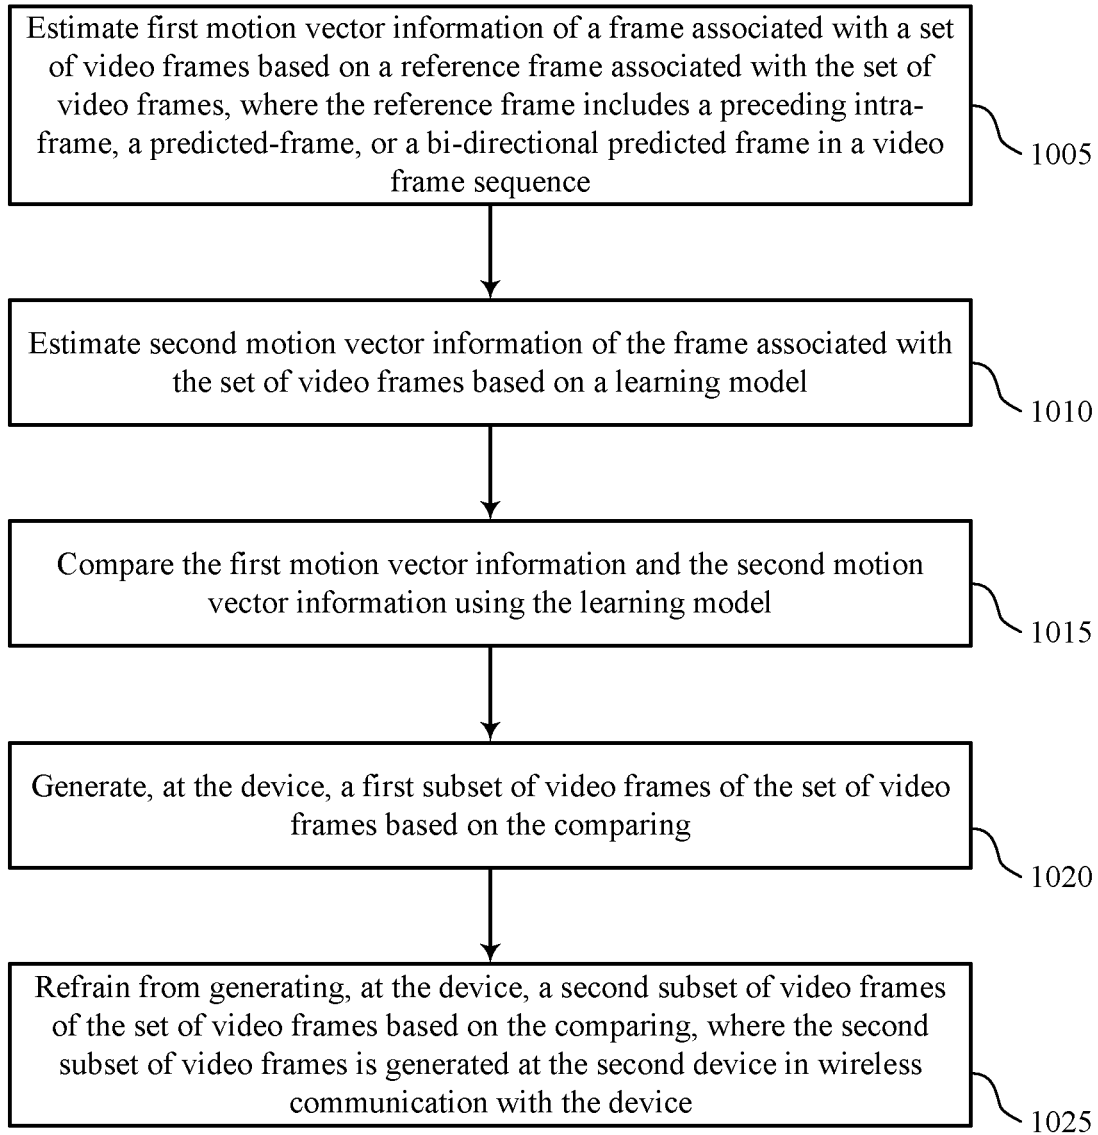 Estimate first motion vector information of a frame associated with a set
of video frames based on a reference frame associated with the set of
video frames, where the reference frame includes a preceding intra-
frame, a predicted-frame, or a bi-directional predicted frame in a video
frame sequence
1005
Estimate second motion vector information of the frame associated with
the set of video frames based on a learning model
1010
Compare the first motion vector information and the second motion
vector information using the learning model
1015
Generate, at the device, a first subset of video frames of the set of video
frames based on the comparing
1020
Refrain from generating, at the device, a second subset of video frames
of the set of video frames based on the comparing, where the second
subset of video frames is generated at the second device in wireless
communication with the device
1025